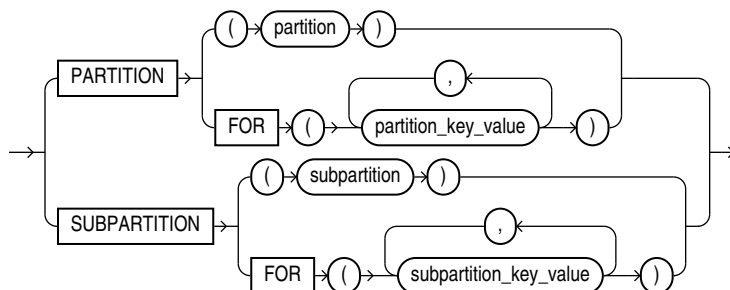 ( partition )
PARTITION
,
FOR ( partition_key_value )
( subpartition )
SUBPARTITION
,
FOR ( subpartition_key_value )